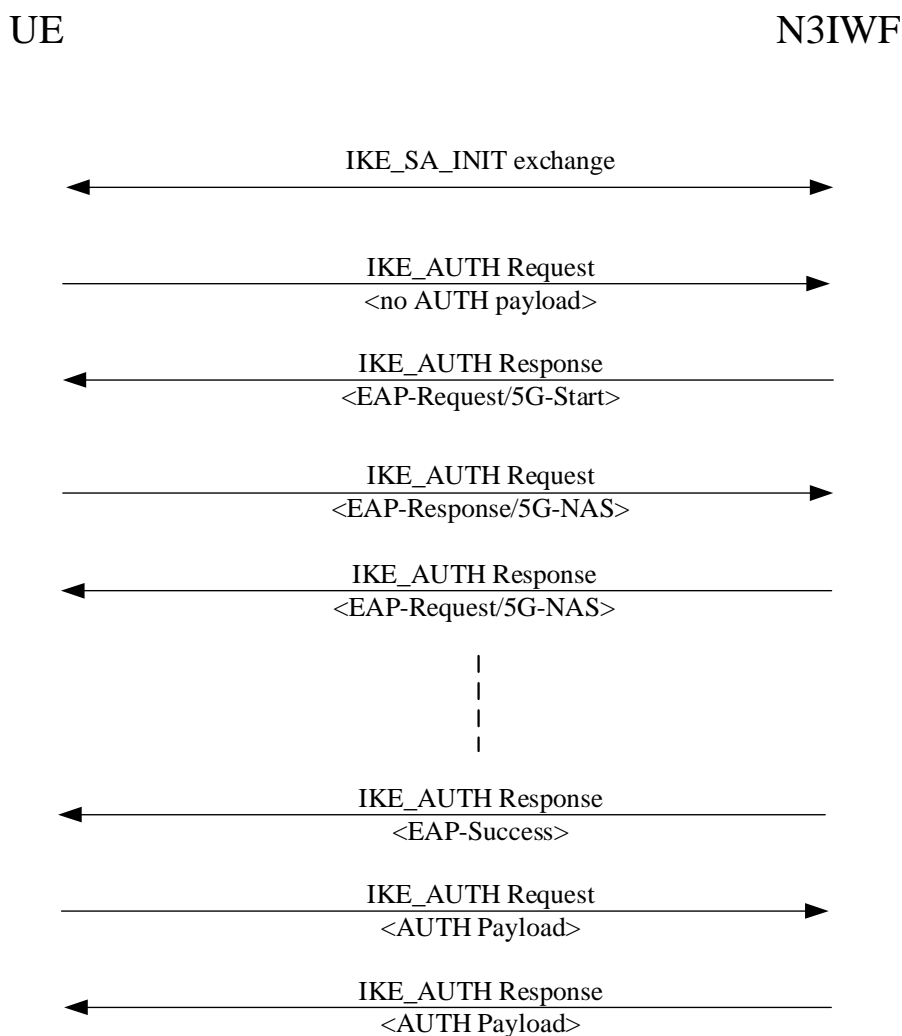 UE
N3IWF
IKE_SA_INIT exchange
IKE_AUTH Request
<no AUTH payload>
IKE_AUTH Response
<EAP-Request/5G-Start>
IKE_AUTH Request
<EAP-Response/5G-NAS>
IKE_AUTH Response
<EAP-Request/5G-NAS>
IKE_AUTH Response
<EAP-Success>
IKE_AUTH Request
<AUTH Payload>
IKE_AUTH Response
<AUTH Payload>